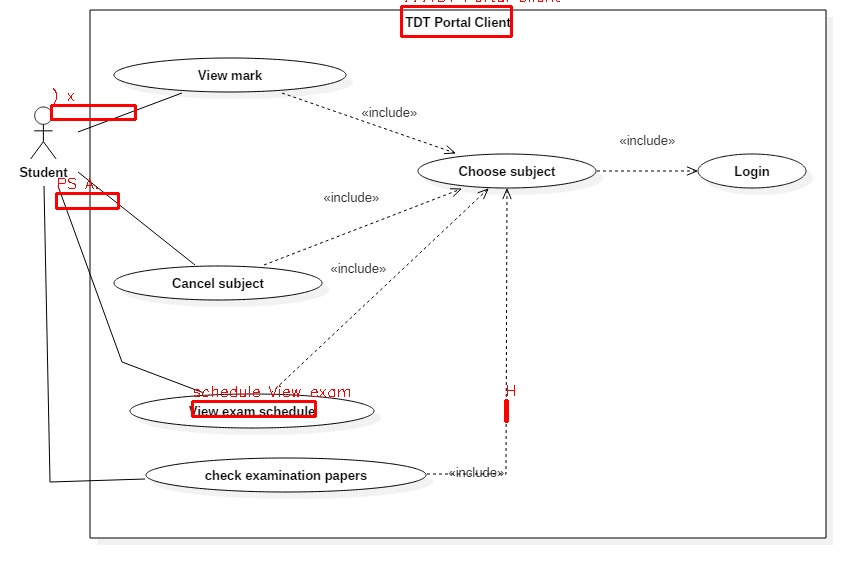 TDT Portal Client
View mark
) x
«include»
«include»
Choose subject
Login
Student
PS A.
«include»
Cancel subject
«include»
schedule View exam
View exam schedule
H
check examination papers
«include»